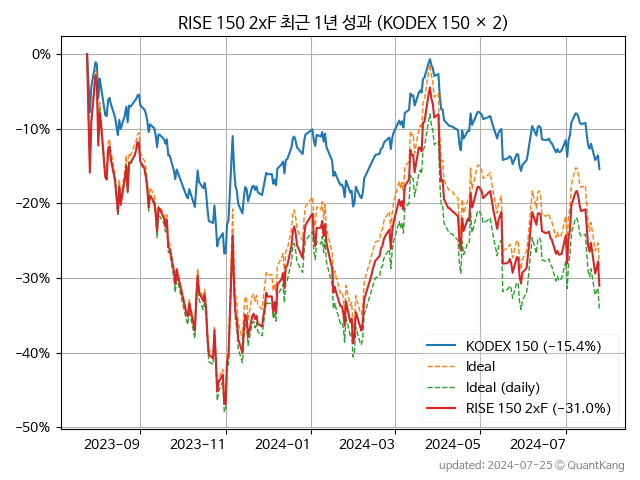 RISE 150 2xF 최근 1년 성과 (KODEX 150 × 2)
0%
−10%
−20%
−30%
−40%
−50%
KODEX 150 (−15.4%)
Ideal
Ideal (daily)
RISE 150 2xF (−31.0%)
2023-09
2023-11
2024-01
2024-03
2024-05
2024-07
updated: 2024-07-25 © QuantKang